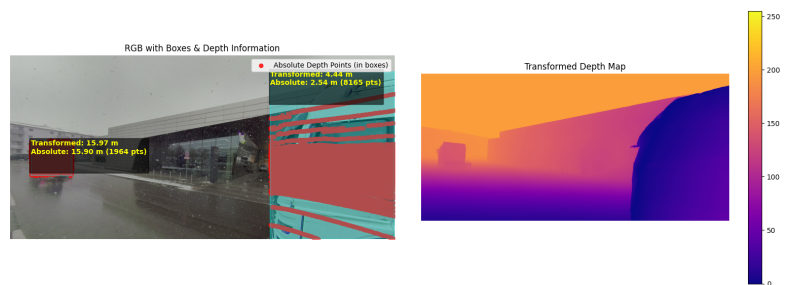 RGB with Boxes & Depth Information
Absolute Depth Points (in boxes)
Transformed: 4.44 m
Absolute: 2.54 m (8165 pts)
Transformed: 15.97 m
Absolute: 15.90 m (1964 pts)
Transformed Depth Map
250
200
150
100
50
0